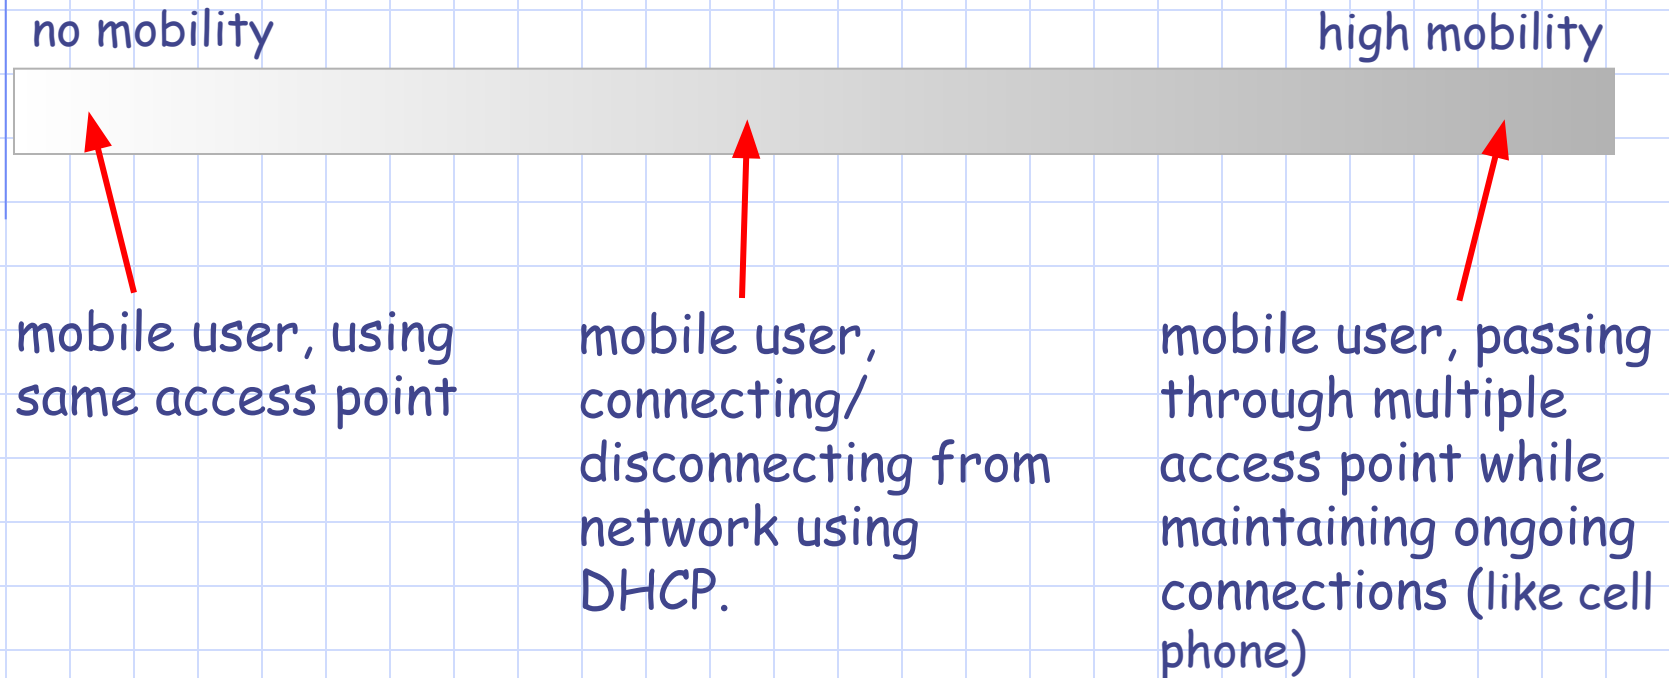 no mobility
high mobility
mobile user, using
same access point
mobile user,
connecting/
disconnecting from
network using
DHCP.
mobile user, passing
through multiple
access point while
maintaining ongoing
connections (like cell
phone)